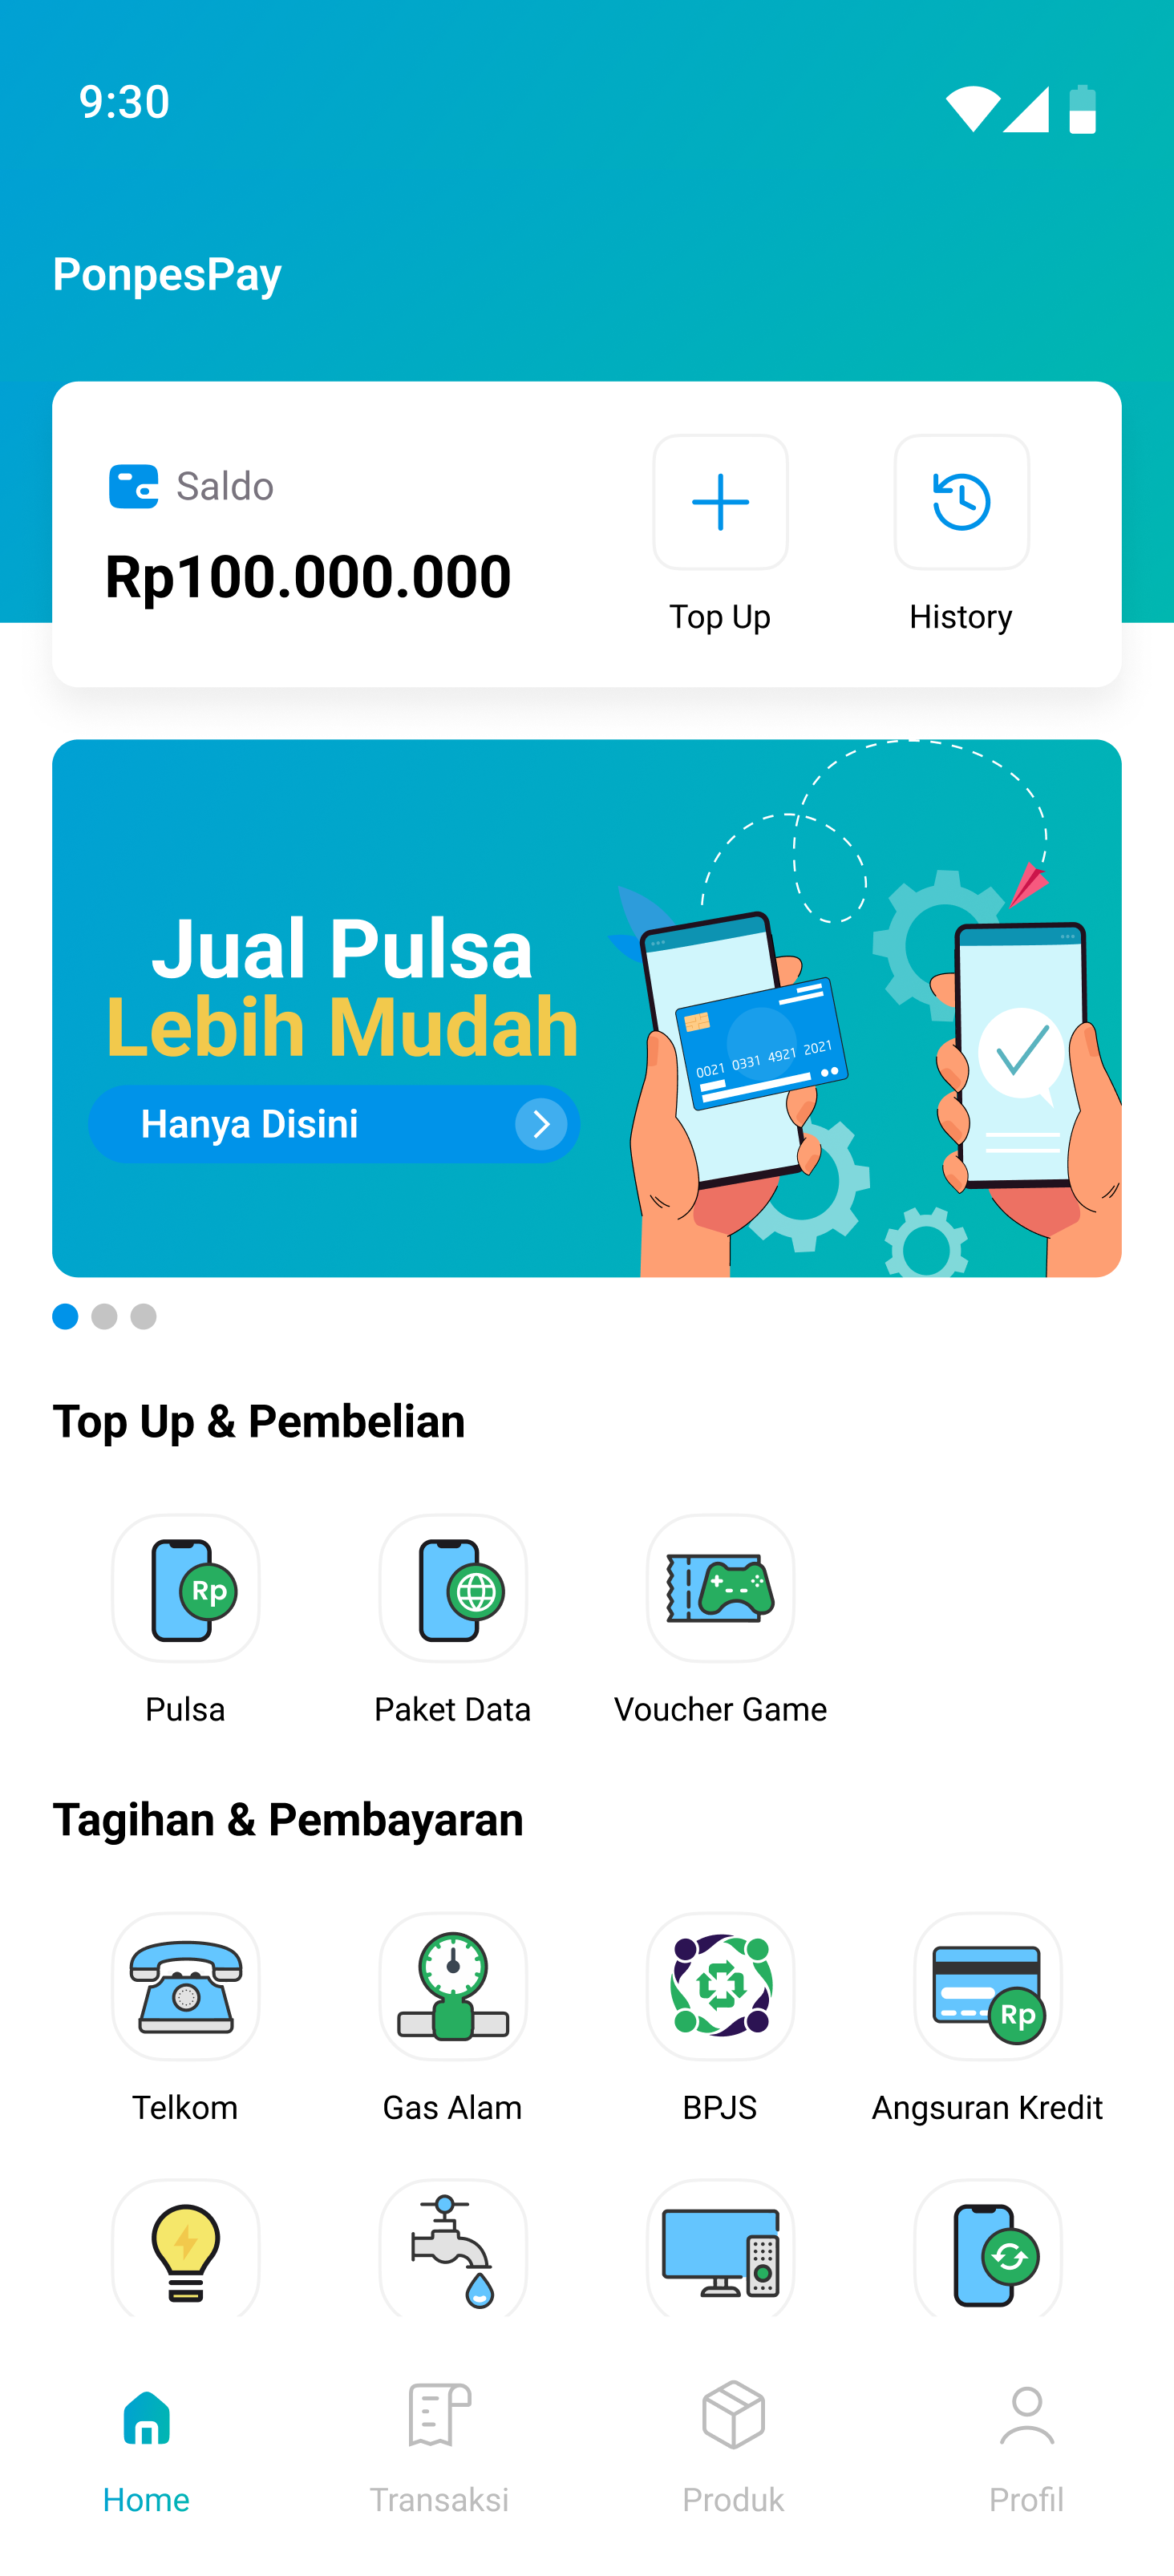 9:30
PonpesPay
Saldo
Rp100.000.000
Top Up
History
Jual Pulsa
Lebih Mudah
Hanya Disini
0021 0331 4921 2021
Top Up & Pembelian
Rp
Pulsa
Paket Data
Voucher Game
Tagihan & Pembayaran
Rp
Telkom
Gas Alam
BPJS
Angsuran Kredit
Home
Transaksi
Produk
Profil